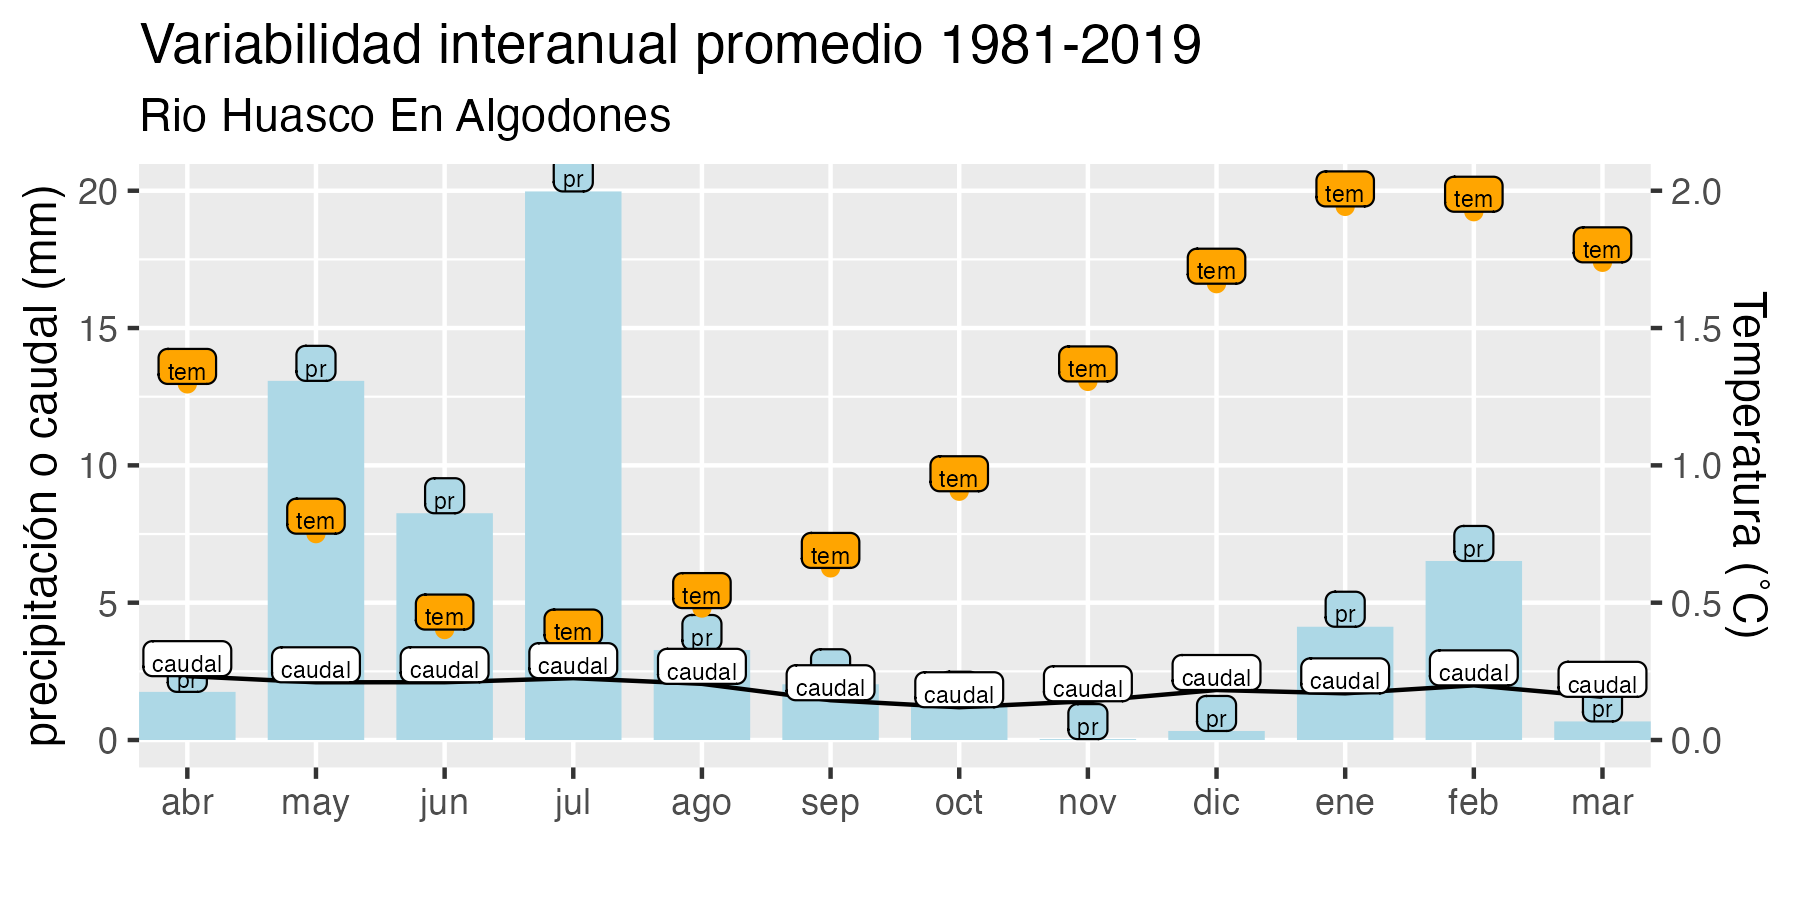 Variabilidad interanual promedio 1981-2019
Rio Huasco En Algodones
precipitación o caudal (mm)
20
15
10
5
0
2.0
1.5
1.0
0.5
0.0
Temperatura (°C)
pr
tem
tem
tem
tem
tem
pr
tem
pr
tem
tem
tem
tem
pr
tem
tem
tem
pr
pr
pr
caudal
caudal
caudal
caudal
caudal
caudal
caudal
caudal
caudal
caudal
caudal
caudal
pr
pr
pr
pr
abr may jun jul ago sep oct nov dic ene feb mar